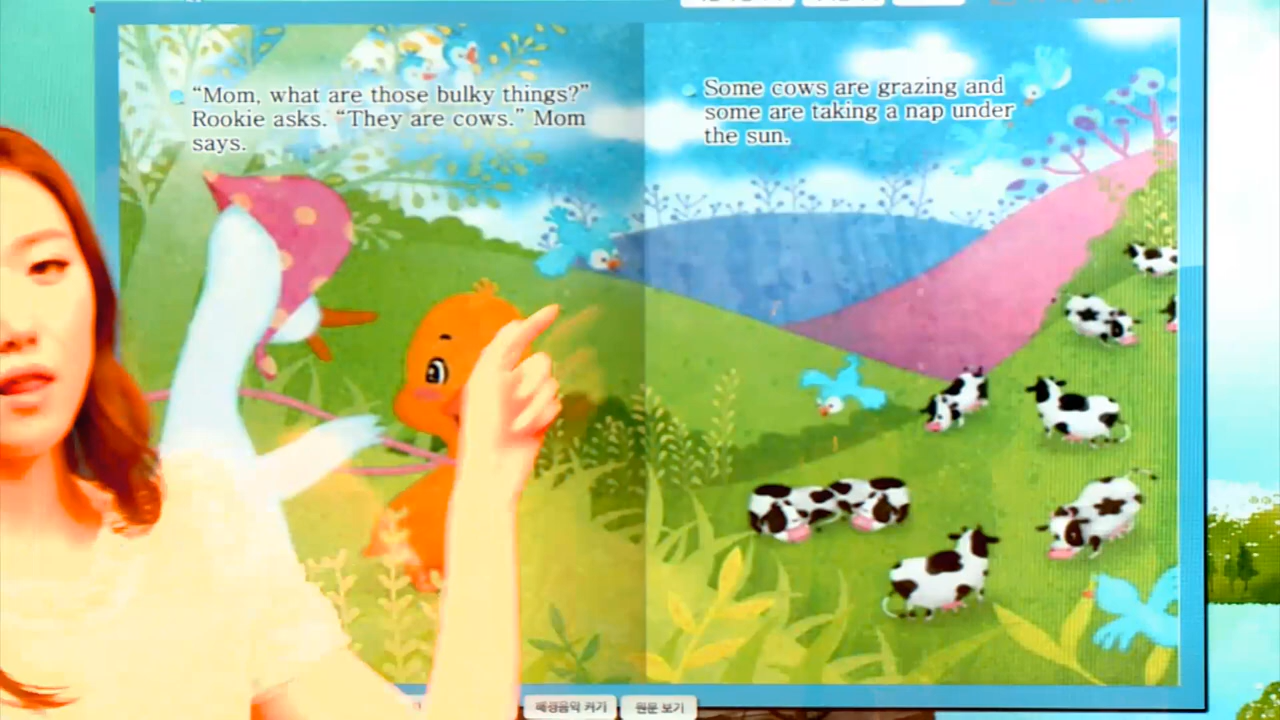 “Mom, what are those bulky things?”
Rookie asks. “They are cows.” Mom
says.
Some cows are grazing and
some are taking a nap under
the sun.
배경음악 켜기
원문 보기